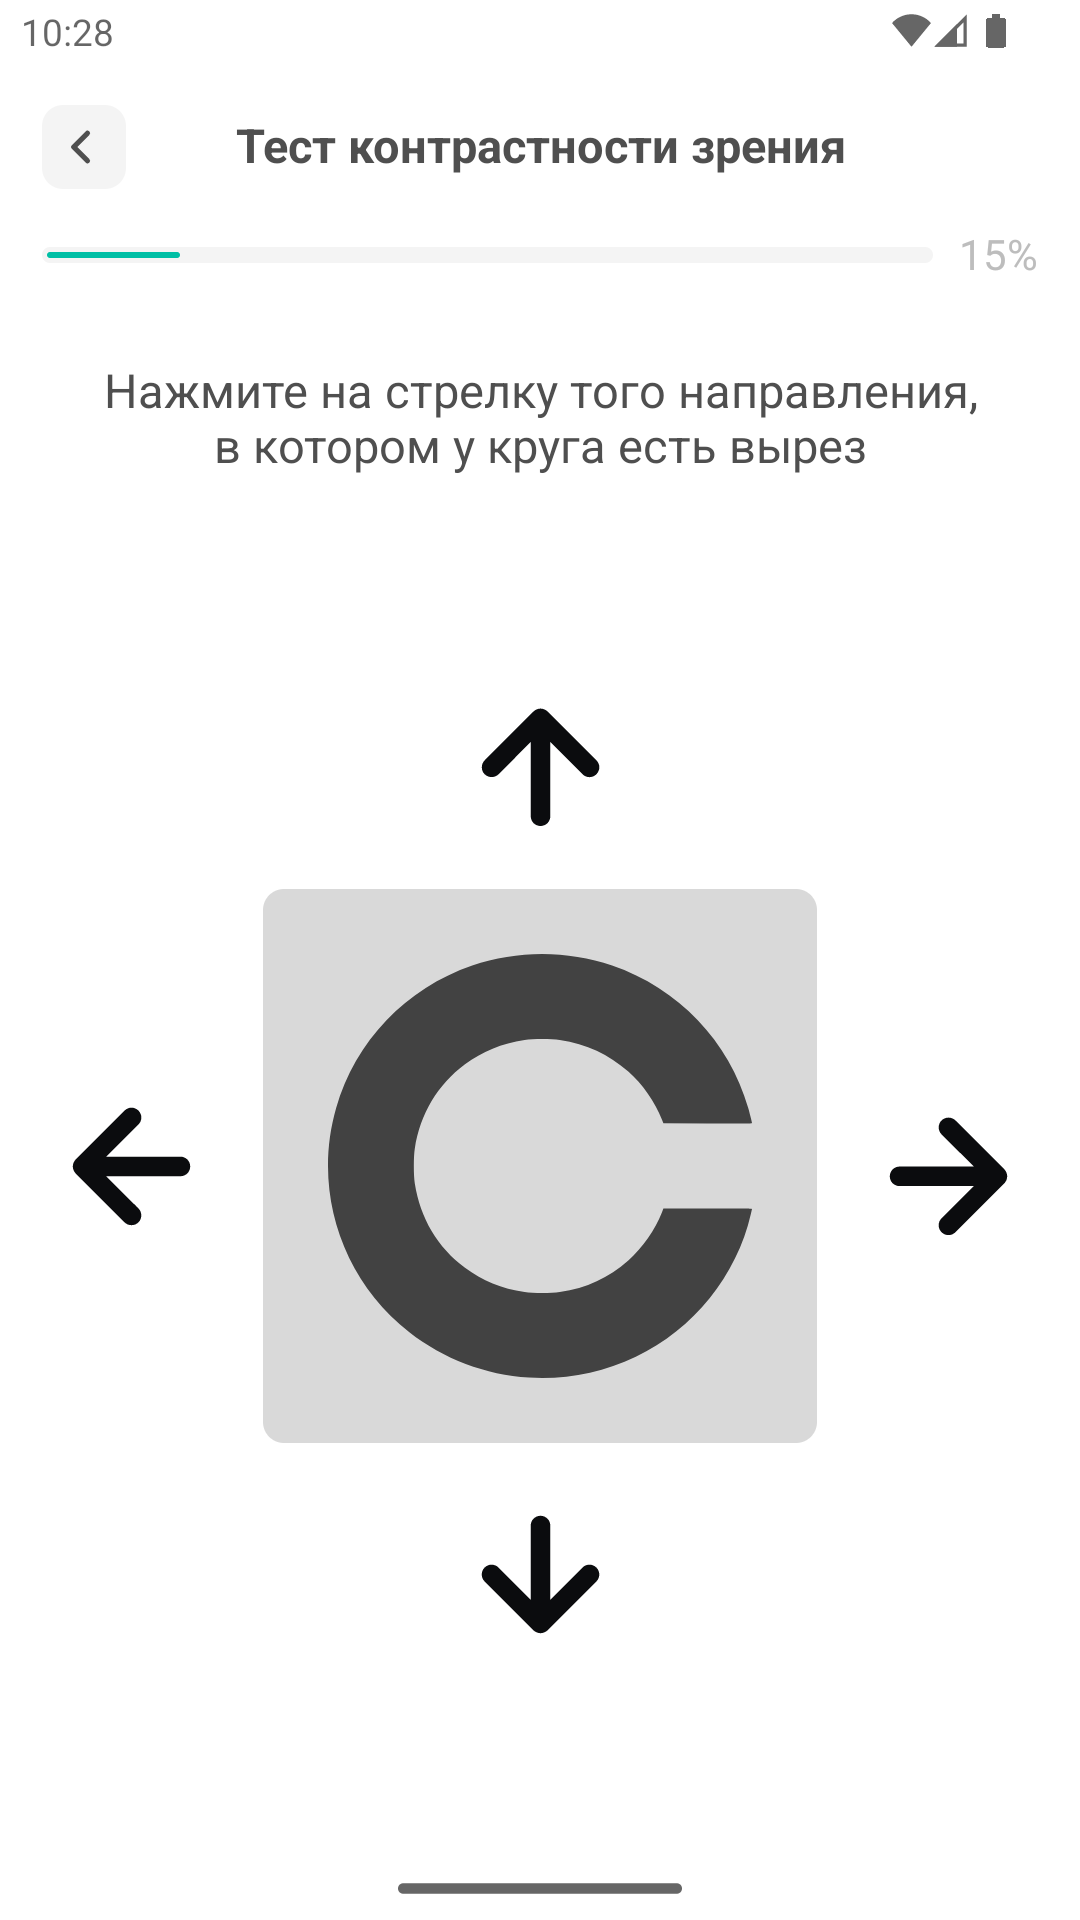 10:28
Тест контрастности зрения
15%
Нажмите на стрелку того направления,
в котором у круга есть вырез